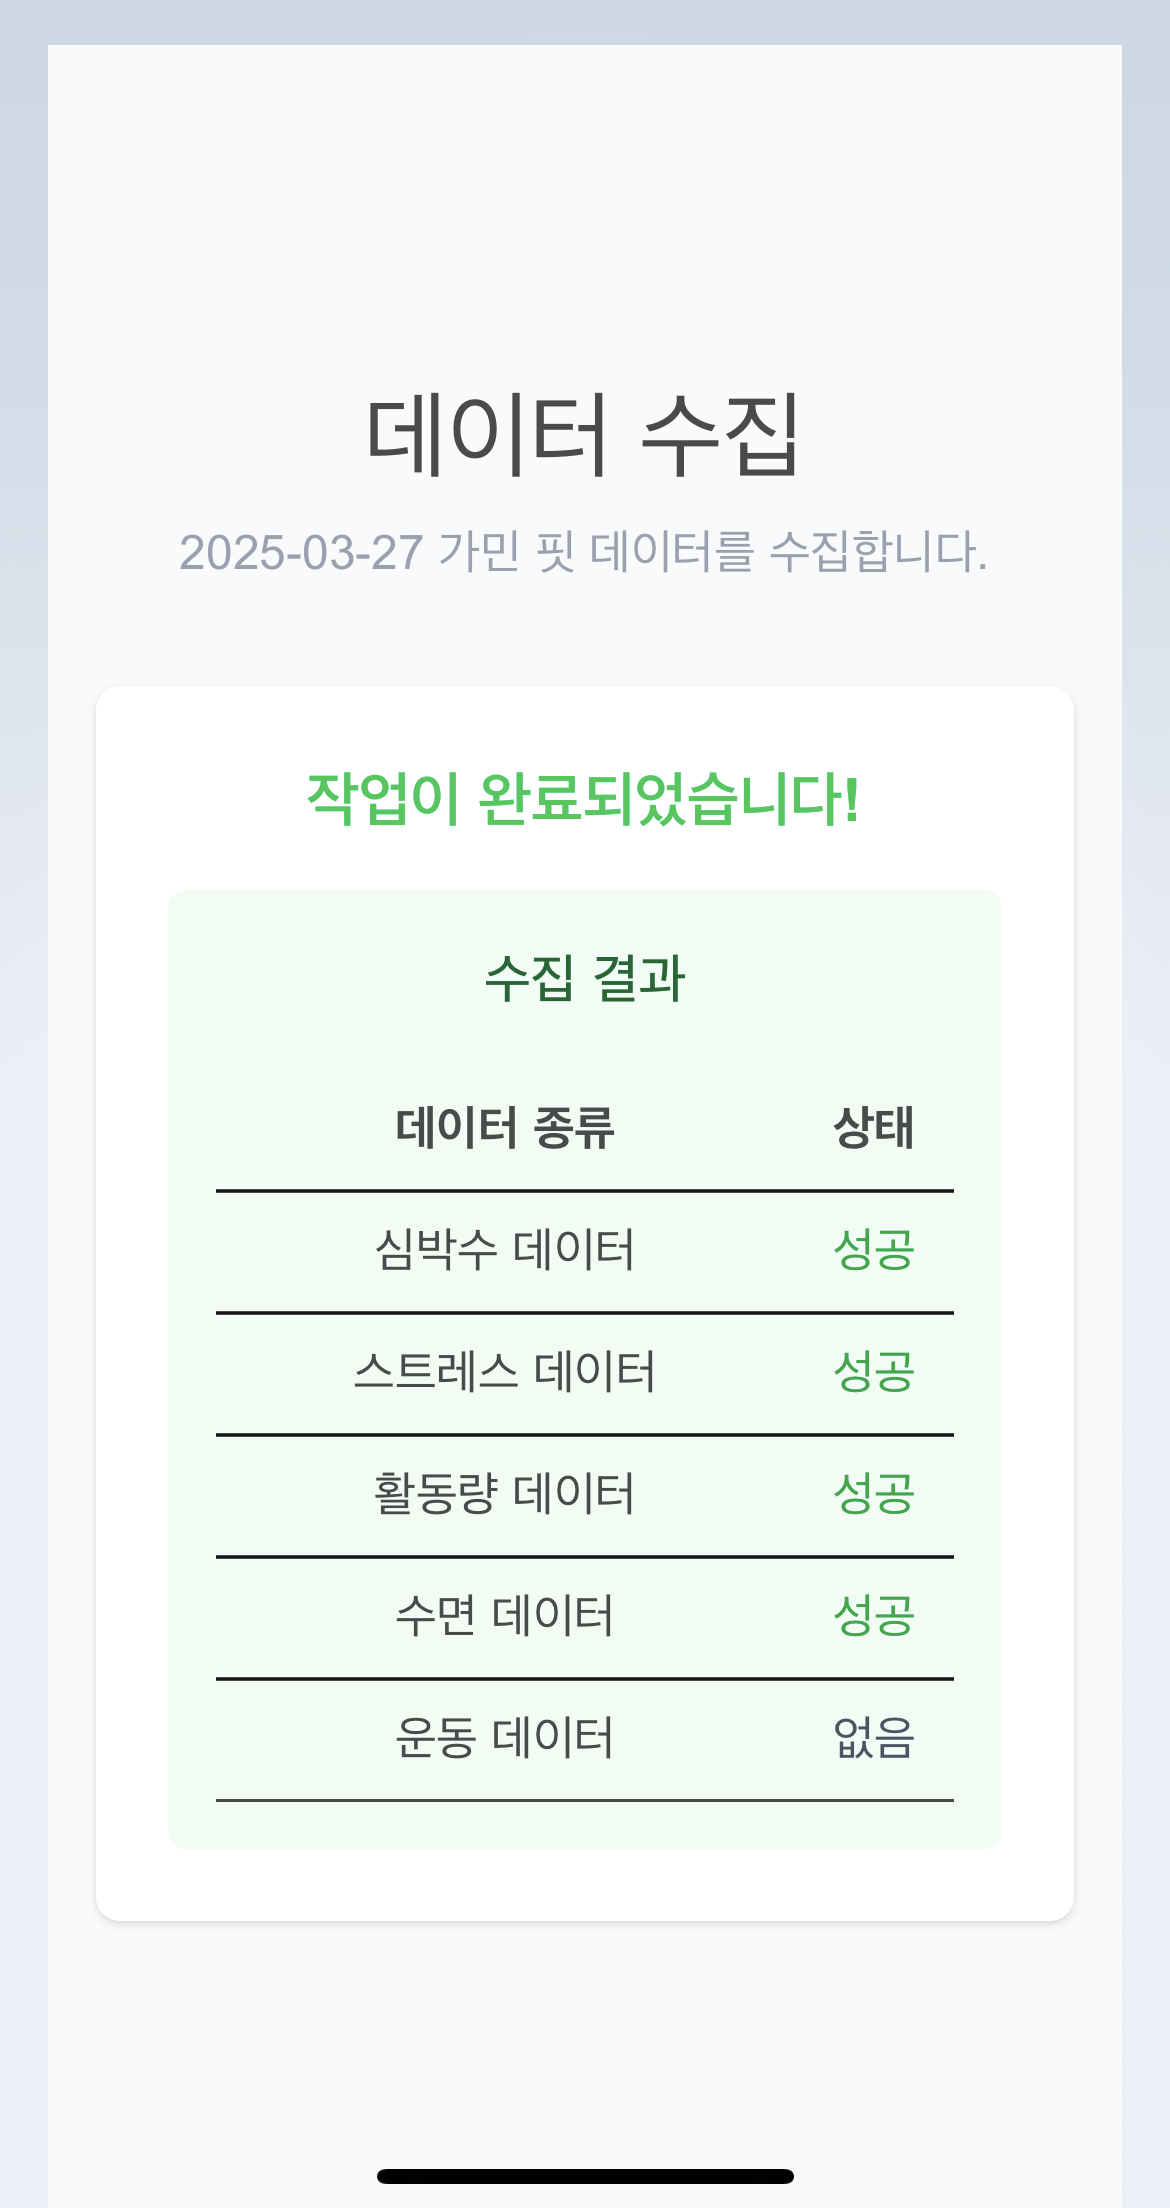 데이터 수집
2025-03-27 가민 핏 데이터를 수집합니다.
작업이 완료되었습니다!
수집 결과
데이터 종류 상태
심박수 데이터 성공
스트레스 데이터 성공
활동량 데이터 성공
수면 데이터 성공
운동 데이터 없음